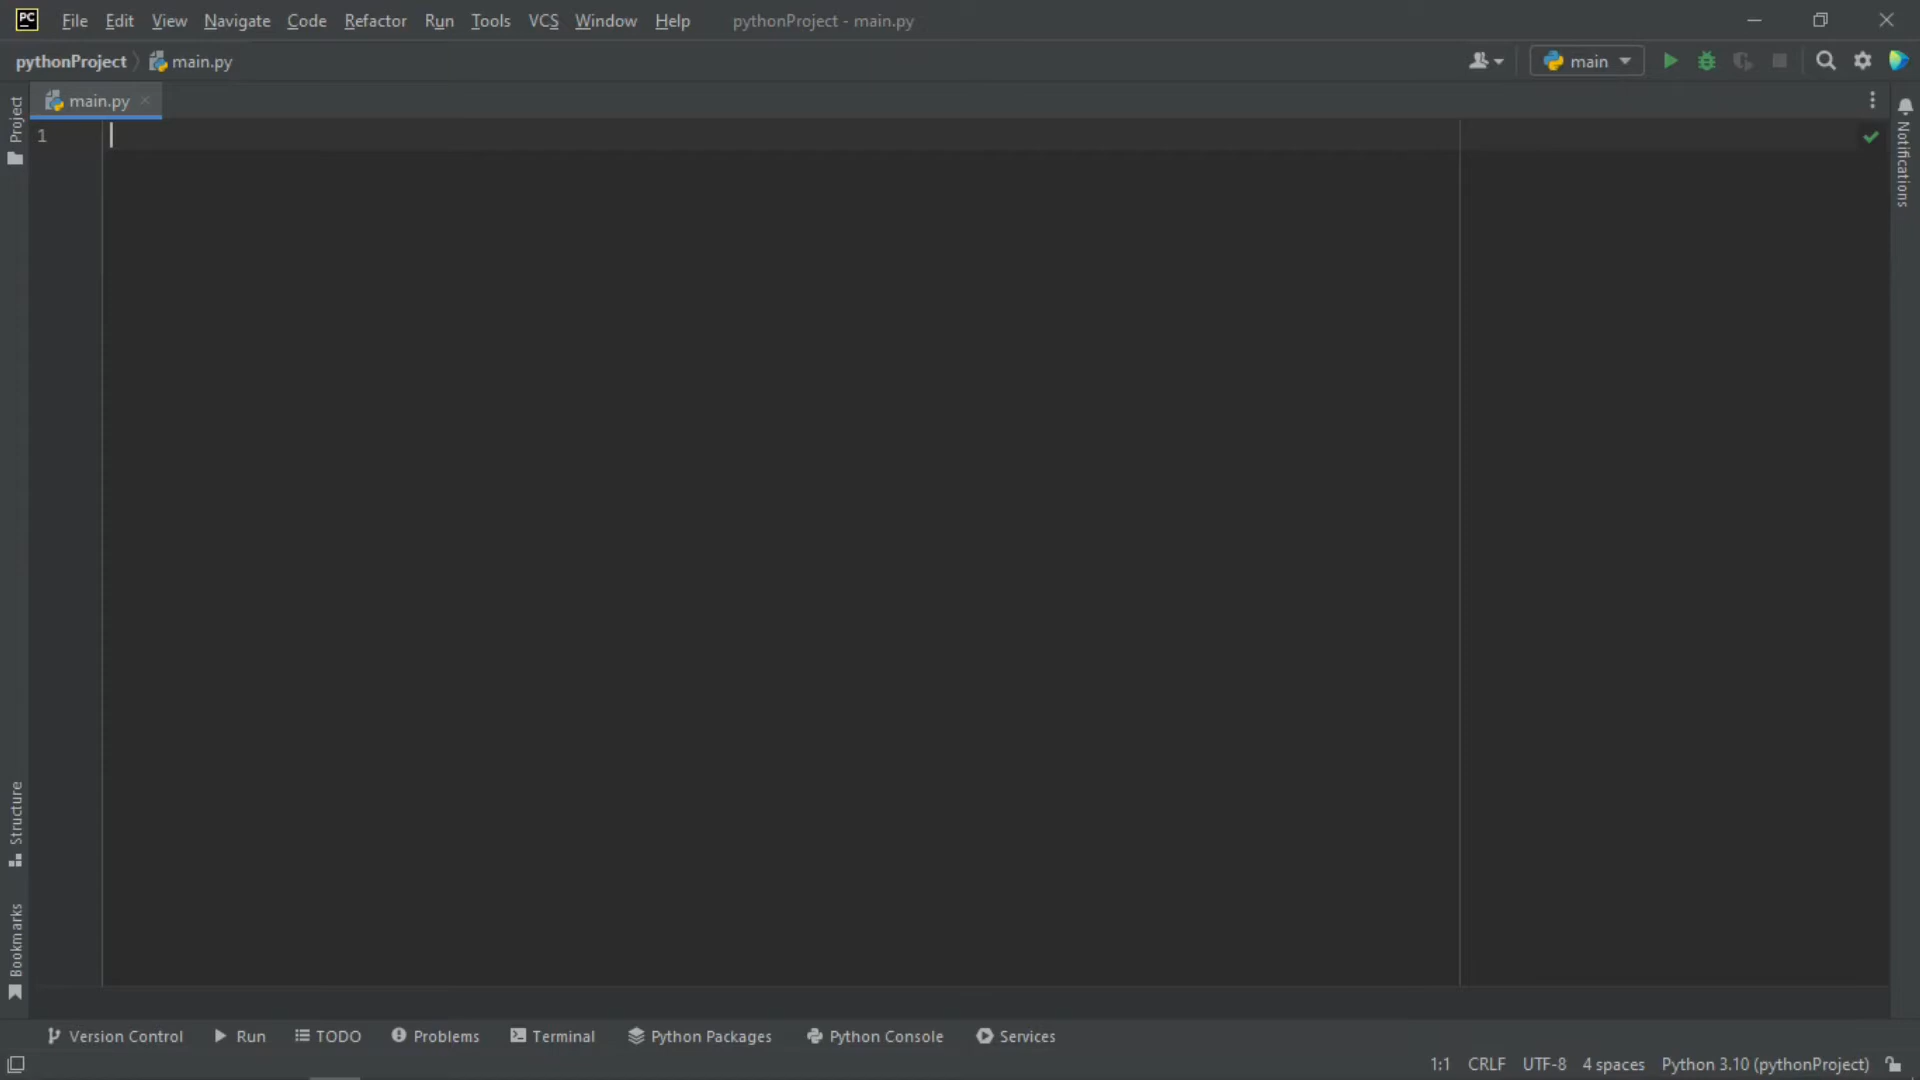 PC File Edit View Navigate Code Refactor Run Tools VCS Window Help pythonProject - main.py
pythonProject main.py main
main.py
1
Project
Notifications
Structure
Bookmarks
Version Control Run TODO Problems Terminal Python Packages Python Console Services
1:1 CRLF UTF-8 4 spaces Python 3.10 (pythonProject)